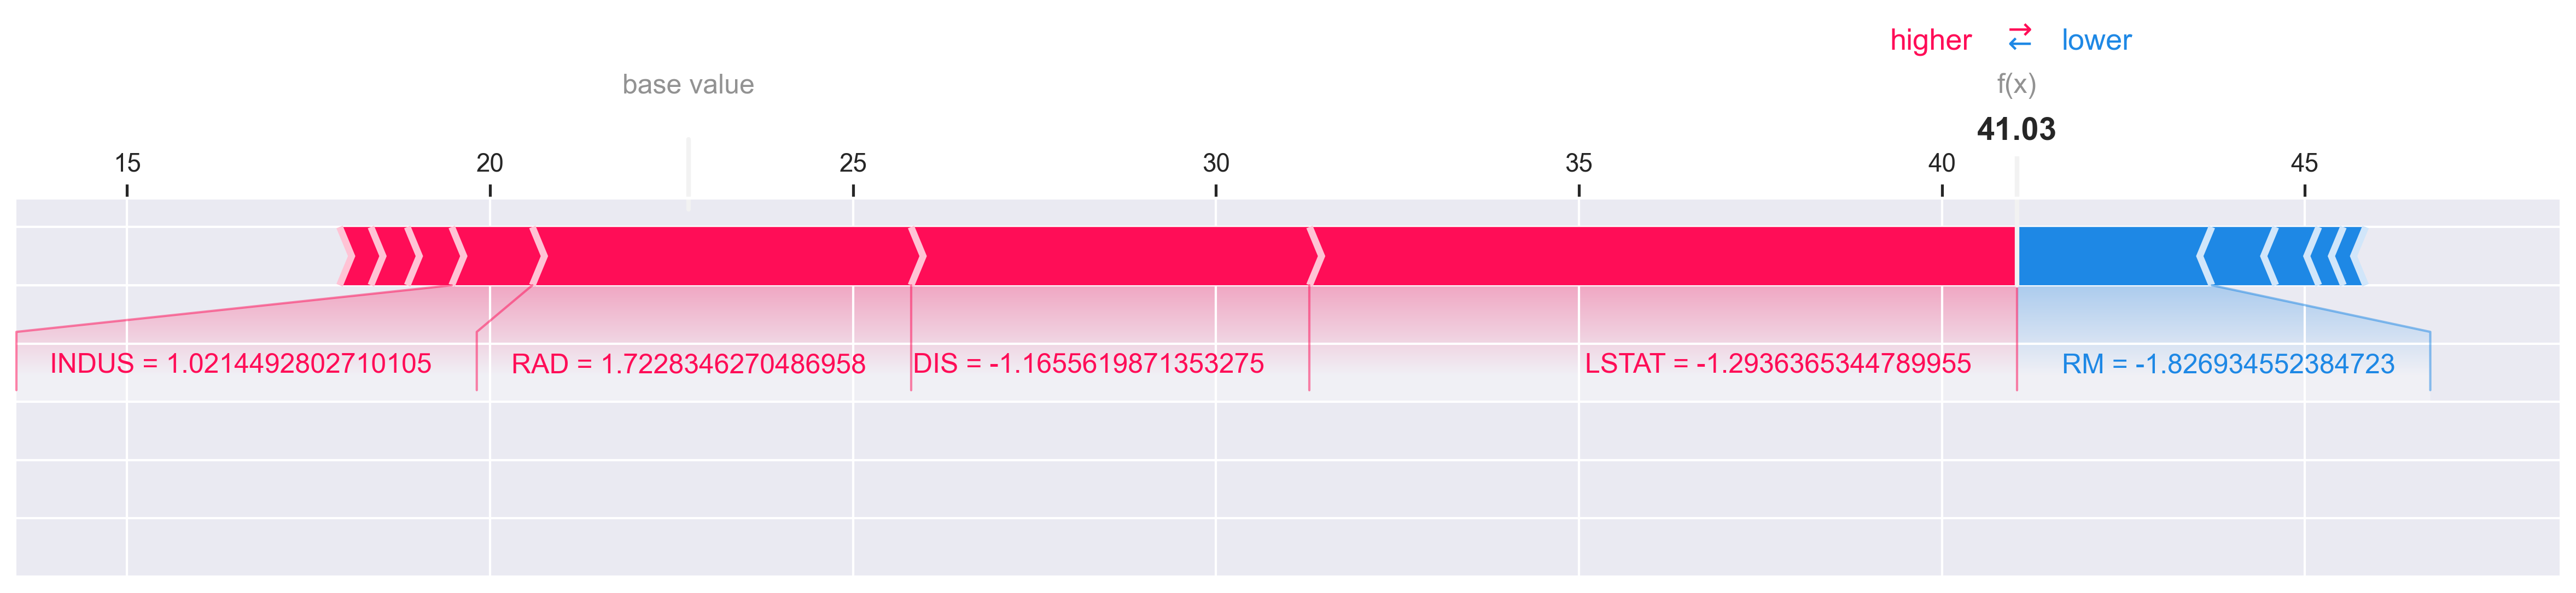 higher ⇄ lower
base value f(x)
41.03
15 20 25 30 35 40 45
INDUS = 1.0214492802710105 RAD = 1.7228346270486958 DIS = -1.1655619871353275 LSTAT = -1.2936365344789955 RM = -1.826934552384723